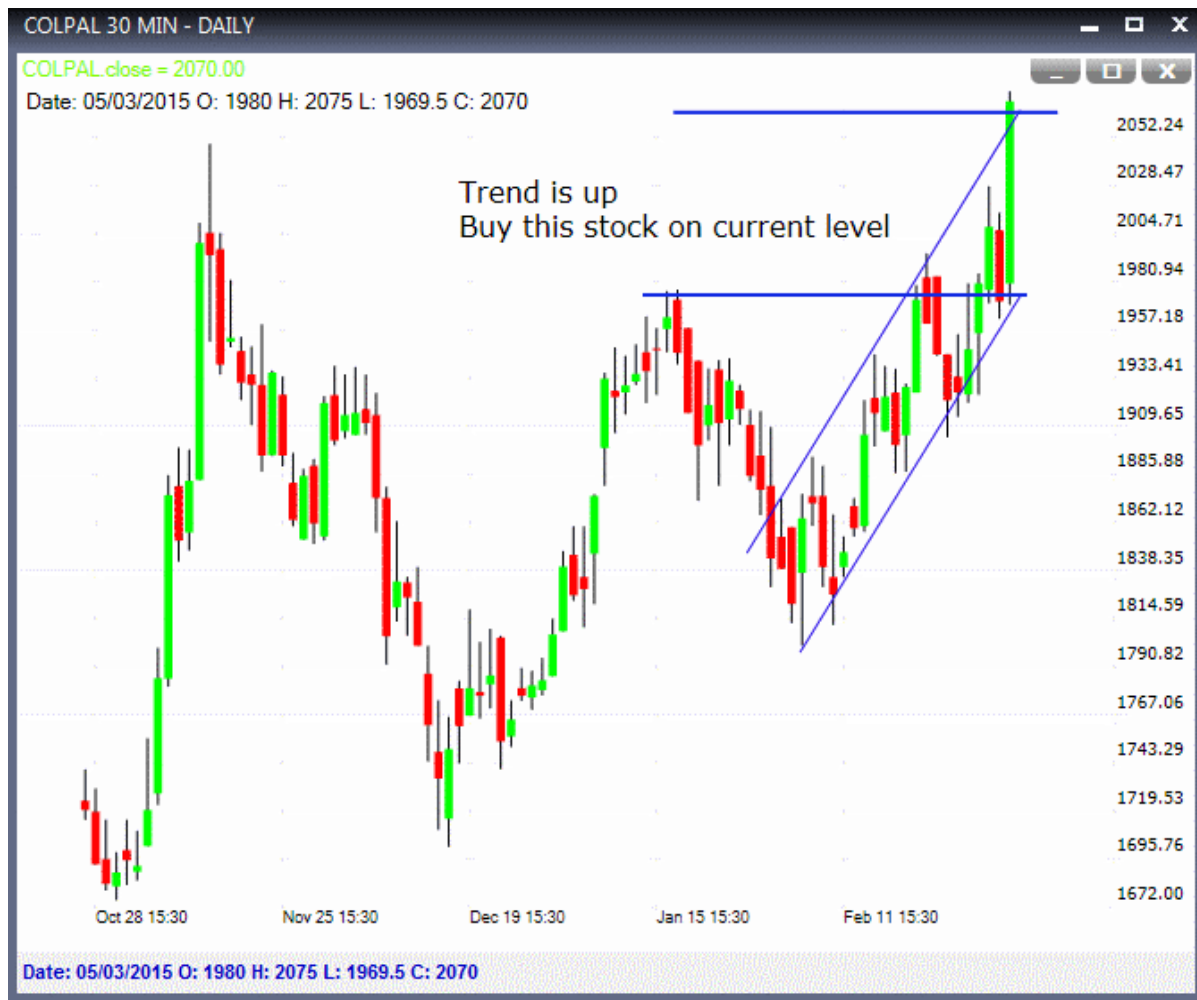 COLPAL 30 MIN - DAILY
COLPAL.close = 2070.00
Date: 05/03/2015 O: 1980 H: 2075 L: 1969.5 C: 2070
Trend is up
Buy this stock on current level
2052.24
2028.47
2004.71
1980.94
1957.18
1933.41
1909.65
1885.88
1862.12
1838.35
1814.59
1790.82
1767.06
1743.29
1719.53
1695.76
1672.00
Oct 28 15:30 Nov 25 15:30 Dec 19 15:30 Jan 15 15:30 Feb 11 15:30
Date: 05/03/2015 O: 1980 H: 2075 L: 1969.5 C: 2070